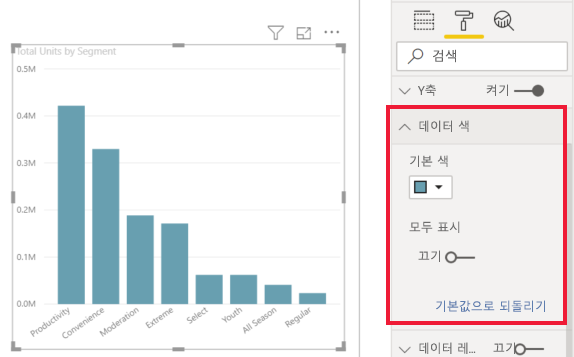 Total Units by Segment
0.5M
0.4M
0.3M
0.2M
0.1M
0.0M
Productivity
Convenience
Moderation
Extreme
Select
Youth
All Season
Regular
검색
Y축 켜기
데이터 색
기본 색
모두 표시
끄기
기본값으로 되돌리기
데이터 레... 끄기